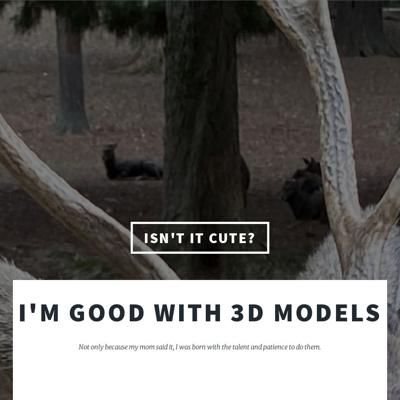 ISN'T IT CUTE?
I'M GOOD WITH 3D MODELS
Not only because my mom said it, I was born with the talent and patience to do them.